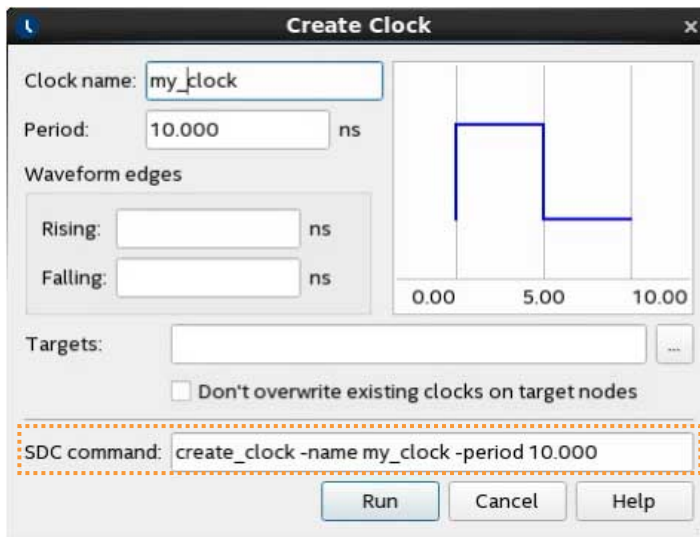 Create Clock
Clock name: my_clock
Period: 10.000 ns
Waveform edges
Rising: ns
Falling: ns
0.00 5.00 10.00
Targets: ...
Don't overwrite existing clocks on target nodes
SDC command: create_clock -name my_clock -period 10.000
Run Cancel Help